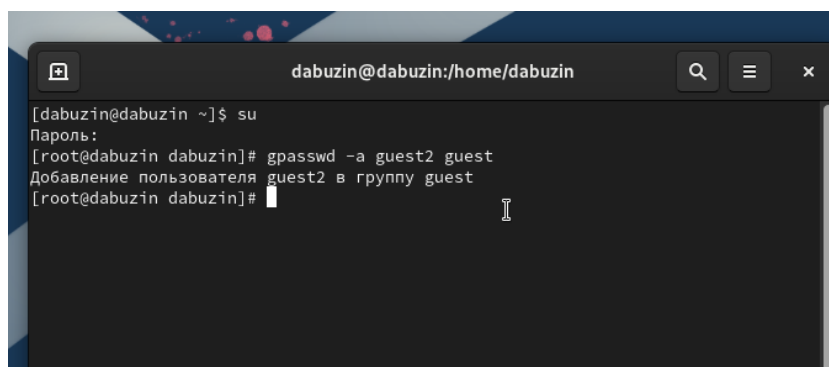 dabuzin@dabuzin:/home/dabuzin
[dabuzin@dabuzin ~]$ su
Пароль:
[root@dabuzin dabuzin]# gpasswd -a guest2 guest
Добавление пользователя guest2 в группу guest
[root@dabuzin dabuzin]#